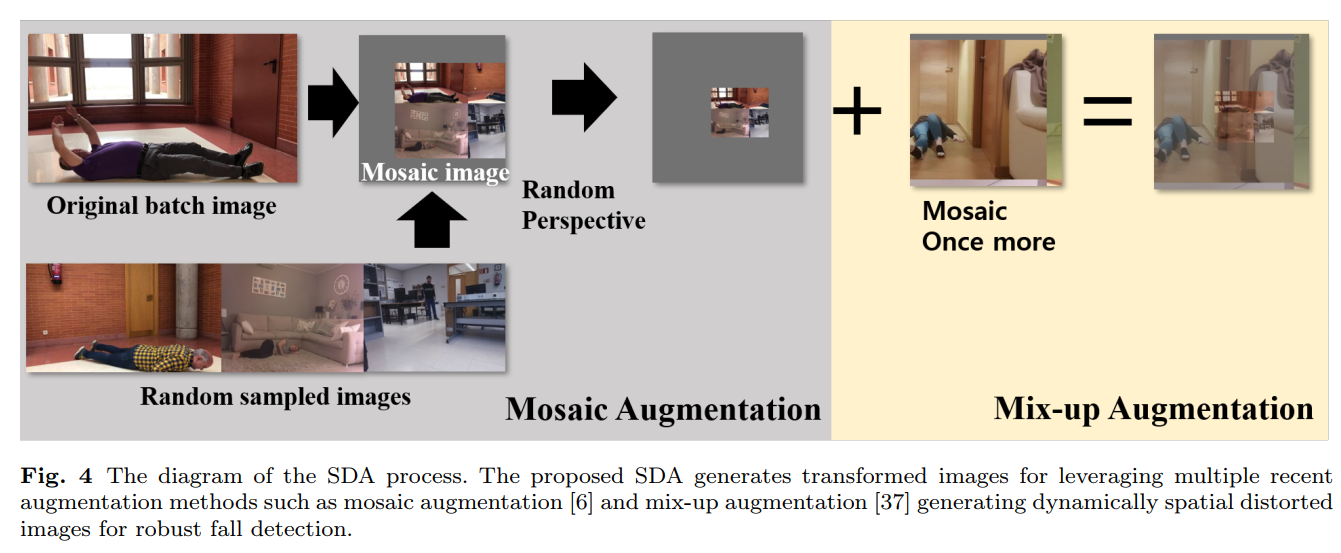 Original batch image
Mosaic image
Random
Perspective
Mosaic
Once more
Random sampled images
Mosaic Augmentation
Mix-up Augmentation
Fig. 4 The diagram of the SDA process. The proposed SDA generates transformed images for leveraging multiple recent
augmentation methods such as mosaic augmentation [6] and mix-up augmentation [37] generating dynamically spatial distorted
images for robust fall detection.